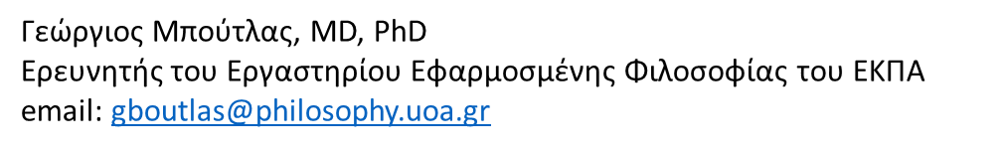 Γεώργιος Μπούτλας, MD, PhD
Ερευνητής του Εργαστηρίου Εφαρμοσμένης Φιλοσοφίας του ΕΚΠΑ
email: gboutlas@philosophy.uoa.gr